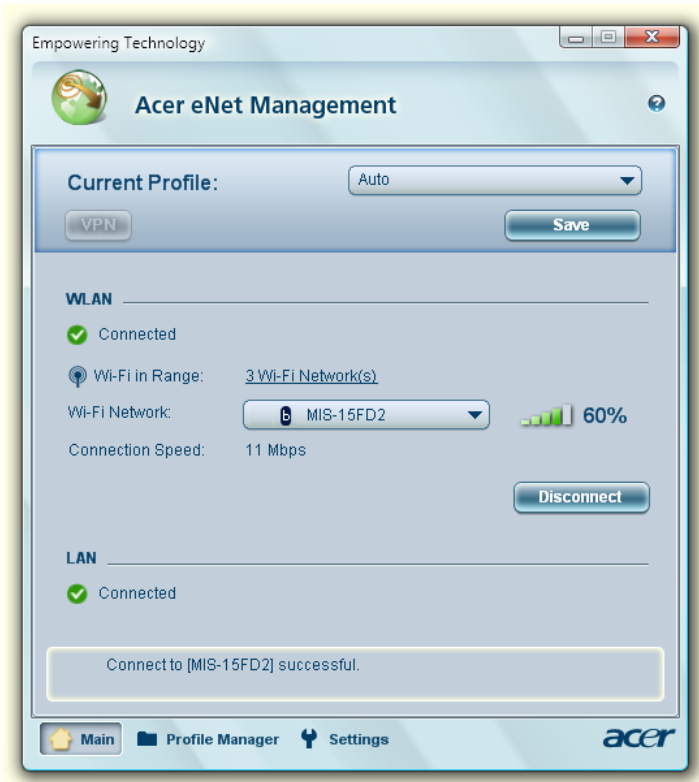 Empowering Technology
Acer eNet Management
Current Profile: Auto
VPN Save
WLAN
Connected
Wi-Fi in Range: 3 Wi-Fi Network(s)
Wi-Fi Network: b MIS-15FD2 60%
Connection Speed: 11 Mbps
Disconnect
LAN
Connected
Connect to [MIS-15FD2] successful.
Main Profile Manager Settings acer